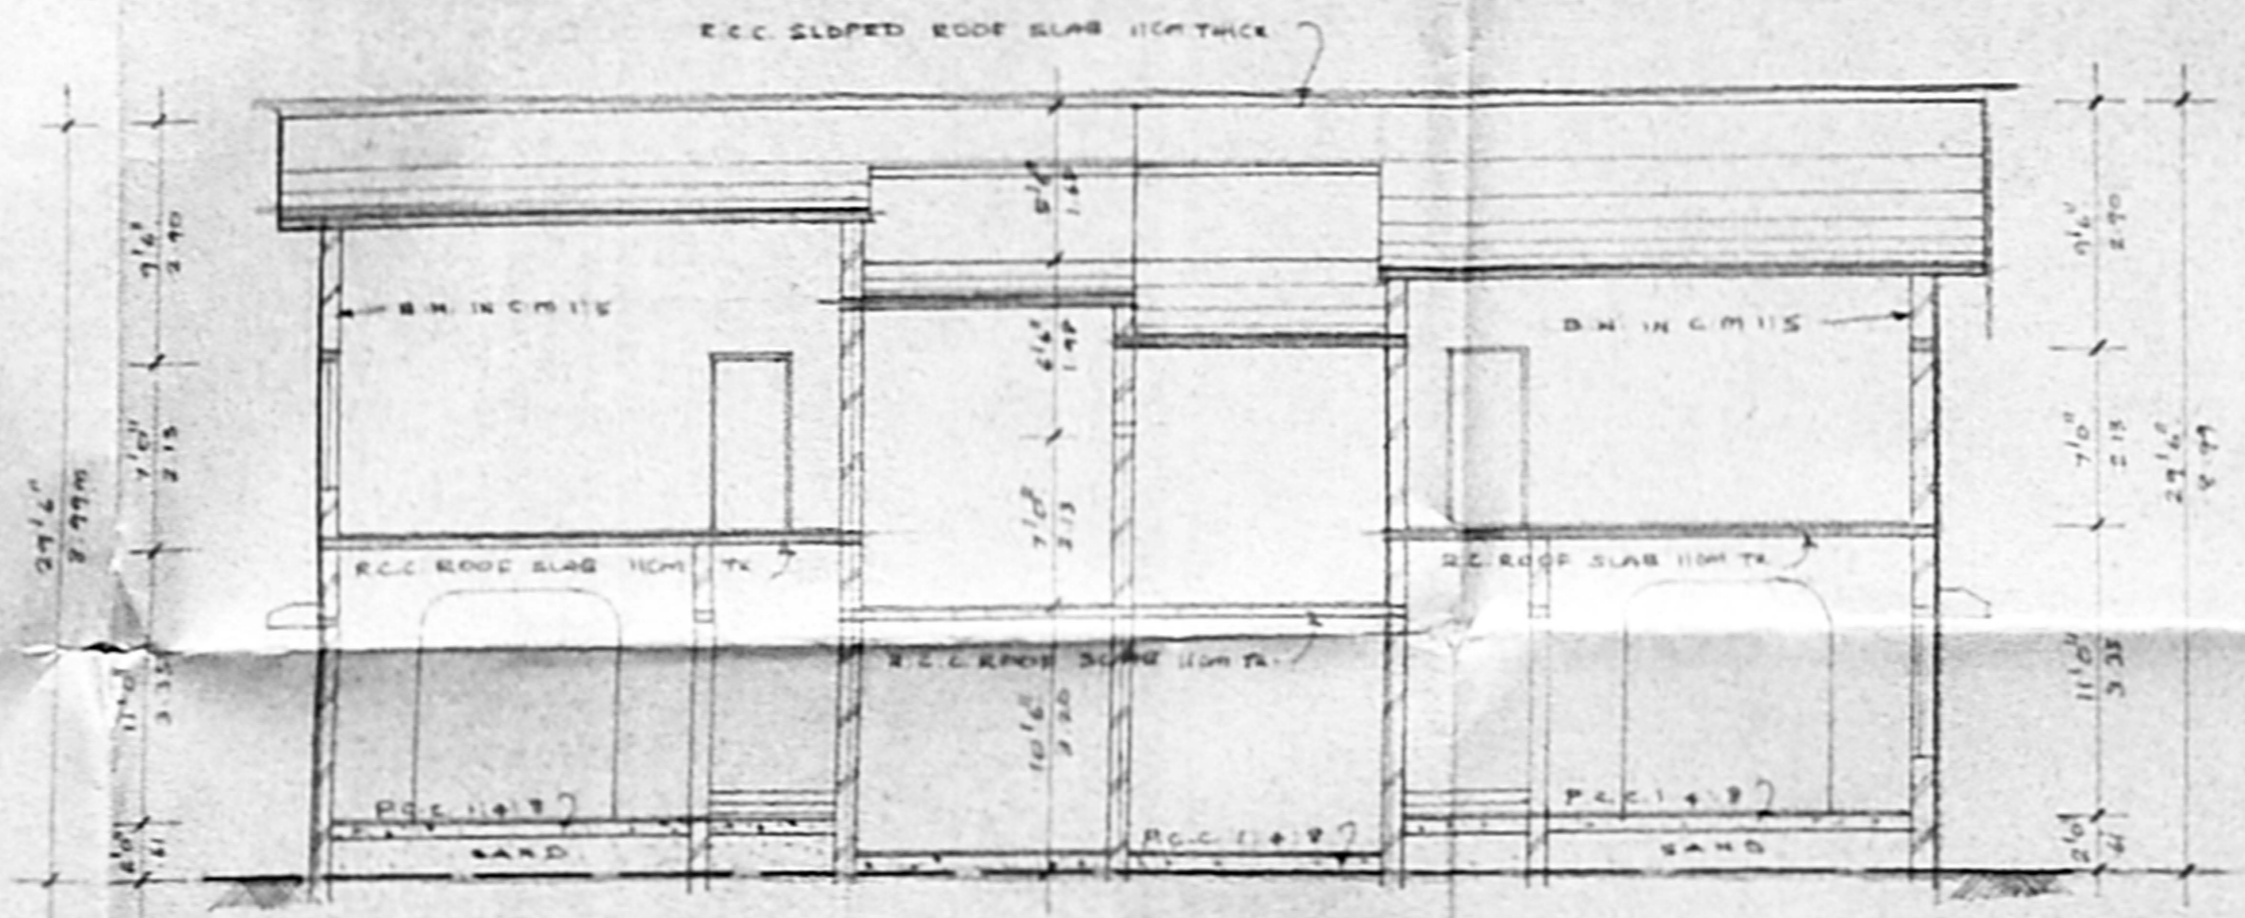 R.C.C. SLOPED ROOF SLAB 11CM THICK
5'6"
1.68
9'6"
2.90
9'6"
2.90
B.W. IN C.M 1:5
B.W. IN C.M 1:5
6'6"
1.98
7'0"
2.13
7'0"
2.13
7'0"
2.13
29'6"
8.99M
29'6"
8.99
R.C.C ROOF SLAB 11CM TK
R.C. ROOF SLAB 11CM TK
R.C.C ROOF SLAB 11CM TK.
11'0"
3.35
10'6"
3.20
11'0"
3.35
P.C.C. 1:4:8
P.C.C. 1:4:8
P.C.C. 1:4:8
SAND
SAND
2'0"
61
2'0"
61